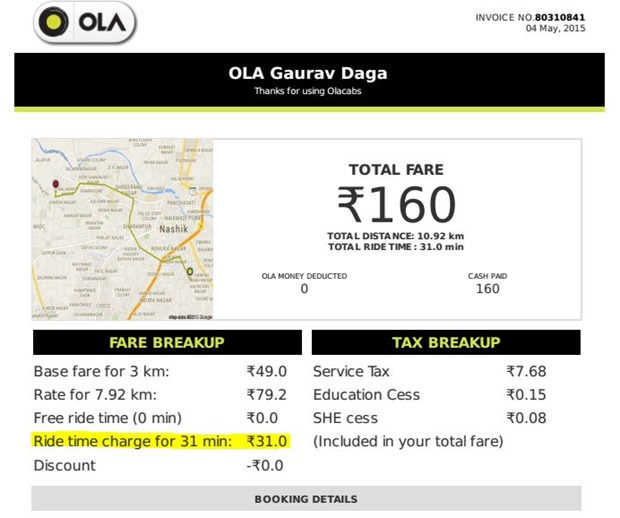 OLA
INVOICE NO.80310841
04 May, 2015
OLA Gaurav Daga
Thanks for using Olacabs
Nashik
TOTAL FARE
₹160
TOTAL DISTANCE: 10.92 km
TOTAL RIDE TIME : 31.0 min
OLA MONEY DEDUCTED
0
CASH PAID
160
FARE BREAKUP
Base fare for 3 km: ₹49.0
Rate for 7.92 km: ₹79.2
Free ride time (0 min) ₹0.0
Ride time charge for 31 min: ₹31.0
Discount -₹0.0
TAX BREAKUP
Service Tax ₹7.68
Education Cess ₹0.15
SHE cess ₹0.08
(Included in your total fare)
BOOKING DETAILS